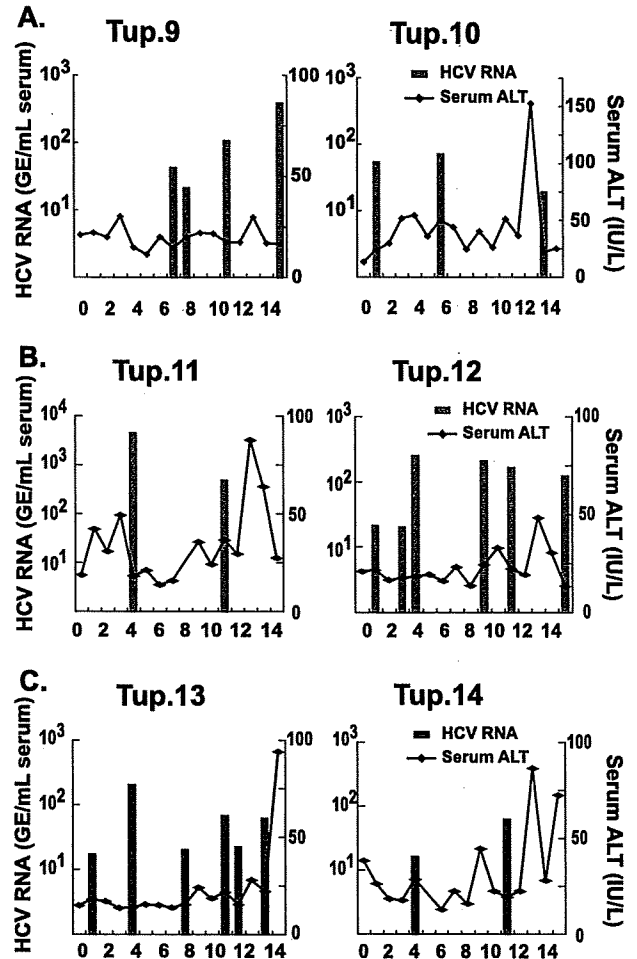 A.
Tup.9
Tup.10
HCV RNA (GE/mL serum)
10³
10²
10¹
100
50
0
0 2 4 6 8 10 12 14
10³
10²
10¹
HCV RNA
Serum ALT
150
100
50
0
0 2 4 6 8 10 12 14
Serum ALT (IU/L)
B.
Tup.11
Tup.12
HCV RNA (GE/mL serum)
10⁴
10³
10²
10¹
100
50
0
0 2 4 6 8 10 12 14
10³
10²
10¹
HCV RNA
Serum ALT
100
50
0
0 2 4 6 8 10 12 14
Serum ALT (IU/L)
C.
Tup.13
Tup.14
HCV RNA (GE/mL serum)
10³
10²
10¹
100
50
0
0 2 4 6 8 10 12 14
10³
10²
10¹
HCV RNA
Serum ALT
100
50
0
0 2 4 6 8 10 12 14
Serum ALT (IU/L)